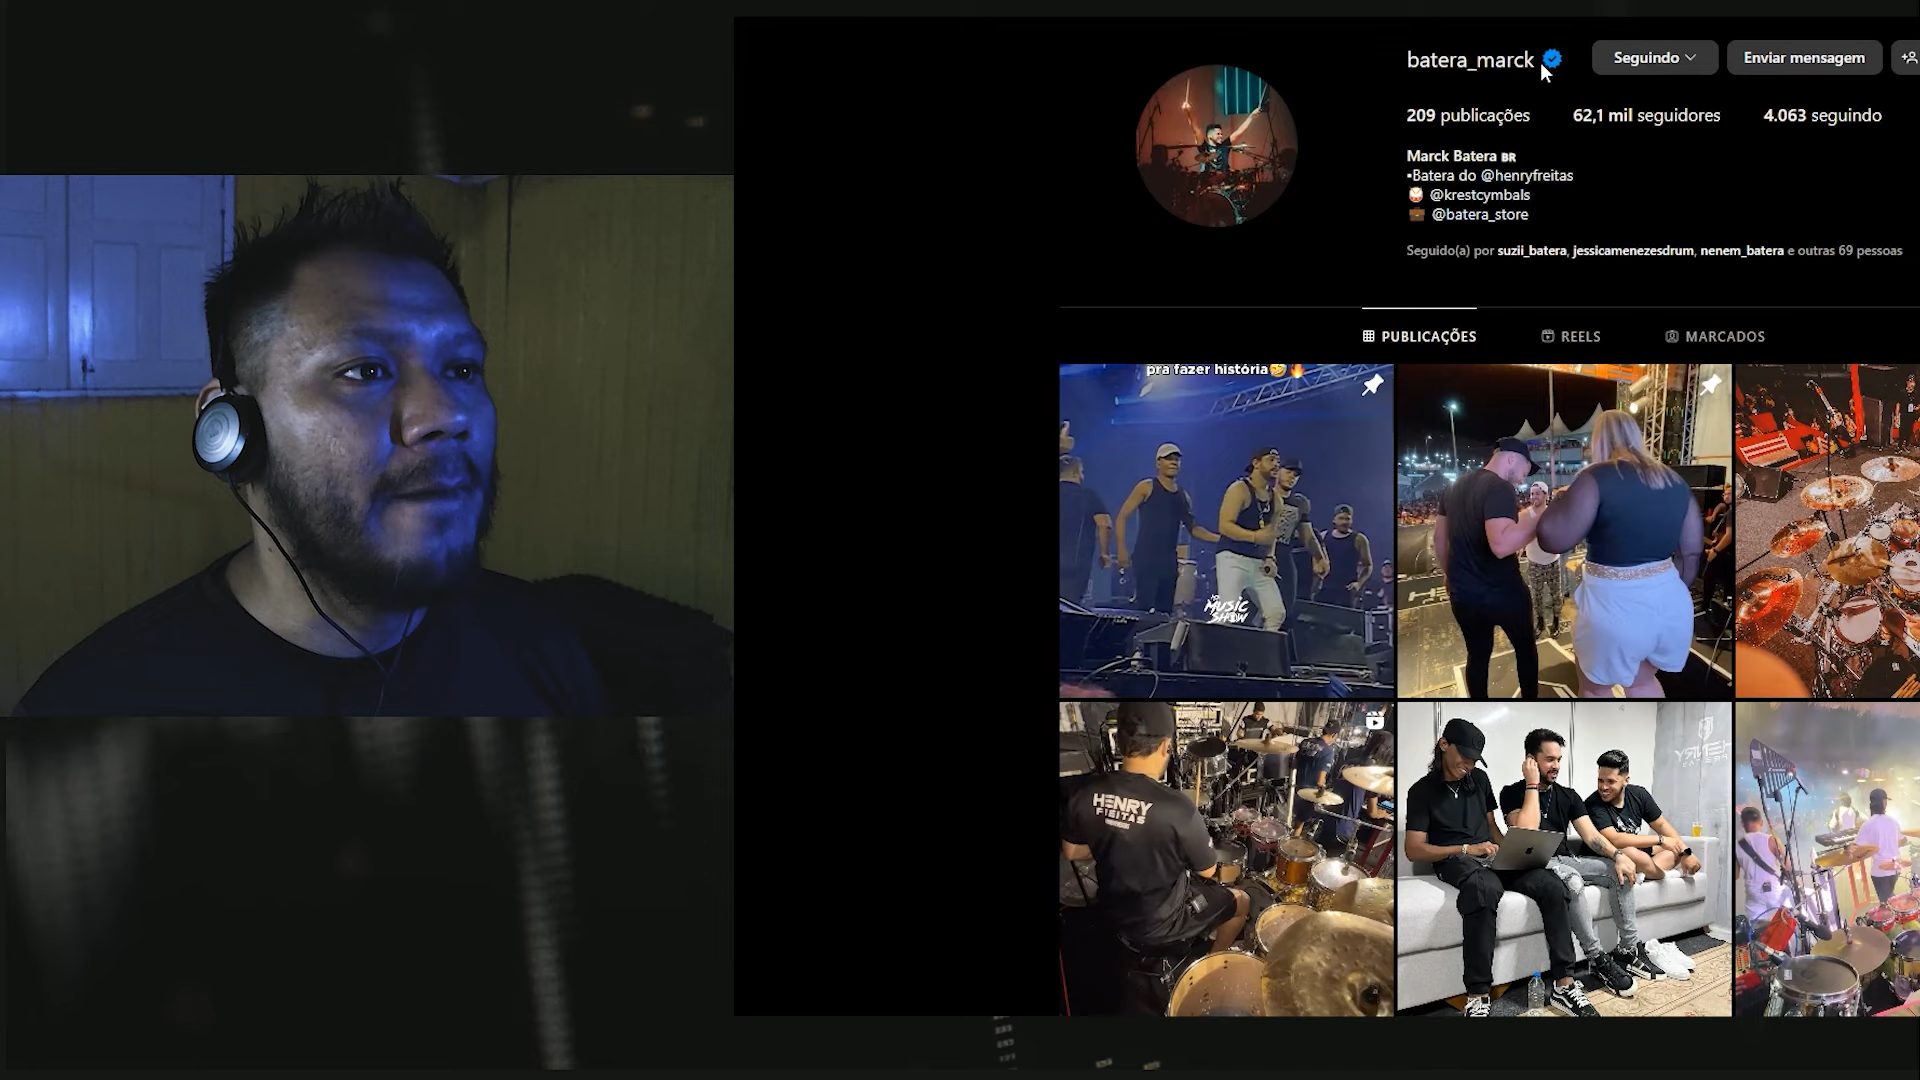 batera_marck
Seguindo
Enviar mensagem
209 publicações
62,1 mil seguidores
4.063 seguindo
Marck Batera BR
▪Batera do @henryfreitas
@krestcymbals
@batera_store
Seguido(a) por suzii_batera, jessicamenezesdrum, nenem_batera e outras 69 pessoas
PUBLICAÇÕES
REELS
MARCADOS
pra fazer história
MUSIC
SHOW
HENRY
FREITAS